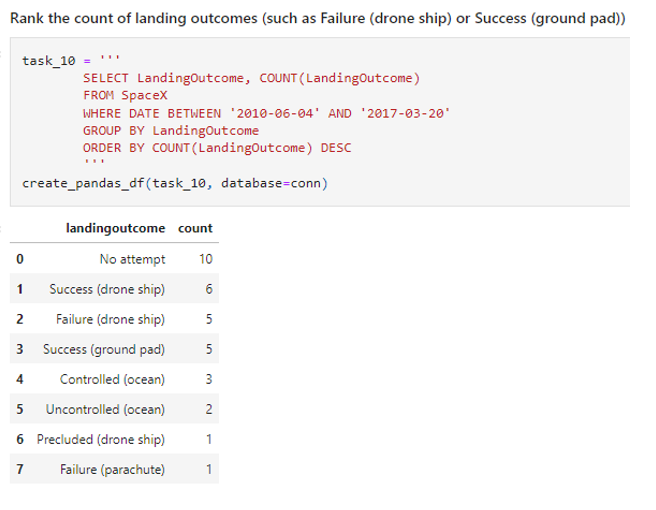 Rank the count of landing outcomes (such as Failure (drone ship) or Success (ground pad))
task_10 = '''
SELECT LandingOutcome, COUNT(LandingOutcome)
FROM SpaceX
WHERE DATE BETWEEN '2010-06-04' AND '2017-03-20'
GROUP BY LandingOutcome
ORDER BY COUNT(LandingOutcome) DESC
'''
create_pandas_df(task_10, database=conn)
landingoutcome count
0 No attempt 10
1 Success (drone ship) 6
2 Failure (drone ship) 5
3 Success (ground pad) 5
4 Controlled (ocean) 3
5 Uncontrolled (ocean) 2
6 Precluded (drone ship) 1
7 Failure (parachute) 1